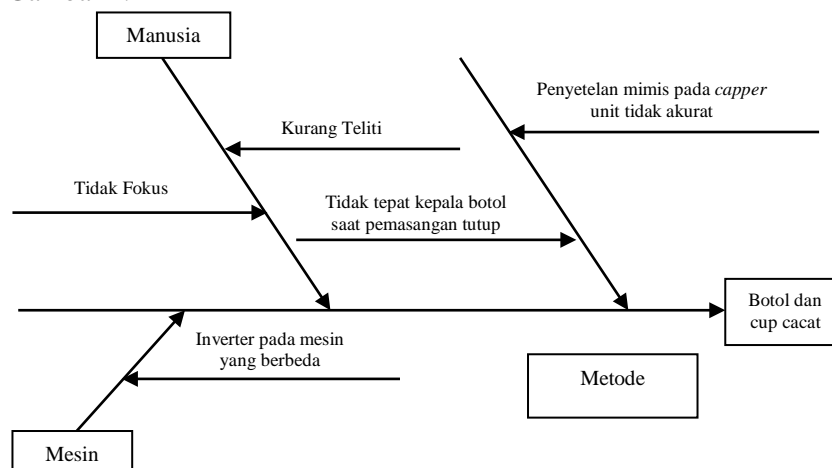 Manusia
Penyetelan mimis pada capper
unit tidak akurat
Kurang Teliti
Tidak Fokus
Tidak tepat kepala botol
saat pemasangan tutup
Botol dan
cup cacat
Inverter pada mesin
yang berbeda
Metode
Mesin